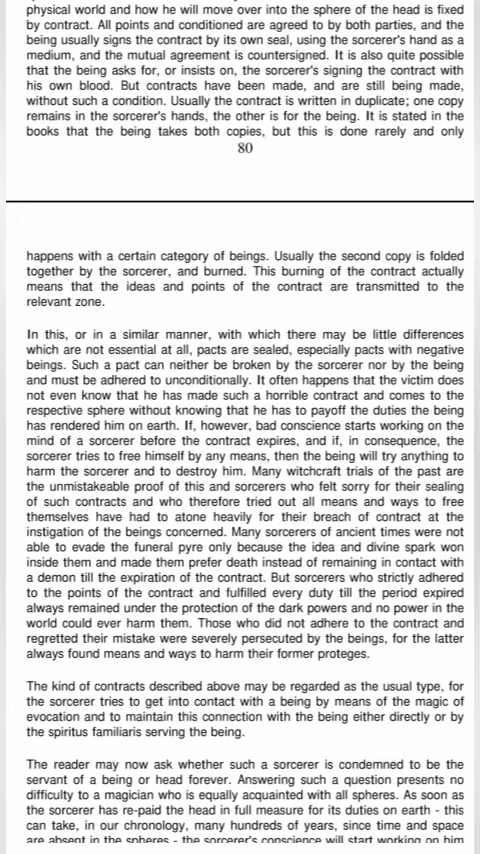 physical world and how he will move over into the sphere of the head is fixed
by contract. All points and conditioned are agreed to by both parties, and the
being usually signs the contract by its own seal, using the sorcerer's hand as a
medium, and the mutual agreement is countersigned. It is also quite possible
that the being asks for, or insists on, the sorcerer's signing the contract with
his own blood. But contracts have been made, and are still being made,
without such a condition. Usually the contract is written in duplicate; one copy
remains in the sorcerer's hands, the other is for the being. It is stated in the
books that the being takes both copies, but this is done rarely and only
80
happens with a certain category of beings. Usually the second copy is folded
together by the sorcerer, and burned. This burning of the contract actually
means that the ideas and points of the contract are transmitted to the
relevant zone.
In this, or in a similar manner, with which there may be little differences
which are not essential at all, pacts are sealed, especially pacts with negative
beings. Such a pact can neither be broken by the sorcerer nor by the being
and must be adhered to unconditionally. It often happens that the victim does
not even know that he has made such a horrible contract and comes to the
respective sphere without knowing that he has to payoff the duties the being
has rendered him on earth. If, however, bad conscience starts working on the
mind of a sorcerer before the contract expires, and if, in consequence, the
sorcerer tries to free himself by any means, then the being will try anything to
harm the sorcerer and to destroy him. Many witchcraft trials of the past are
the unmistakeable proof of this and sorcerers who felt sorry for their sealing
of such contracts and who therefore tried out all means and ways to free
themselves have had to atone heavily for their breach of contract at the
instigation of the beings concerned. Many sorcerers of ancient times were not
able to evade the funeral pyre only because the idea and divine spark won
inside them and made them prefer death instead of remaining in contact with
a demon till the expiration of the contract. But sorcerers who strictly adhered
to the points of the contract and fulfilled every duty till the period expired
always remained under the protection of the dark powers and no power in the
world could ever harm them. Those who did not adhere to the contract and
regretted their mistake were severely persecuted by the beings, for the latter
always found means and ways to harm their former proteges.
The kind of contracts described above may be regarded as the usual type, for
the sorcerer tries to get into contact with a being by means of the magic of
evocation and to maintain this connection with the being either directly or by
the spiritus familiaris serving the being.
The reader may now ask whether such a sorcerer is condemned to be the
servant of a being or head forever. Answering such a question presents no
difficulty to a magician who is equally acquainted with all spheres. As soon as
the sorcerer has re-paid the head in full measure for its duties on earth - this
can take, in our chronology, many hundreds of years, since time and space
are absent in the spheres - the sorcerer's conscience will start working on him